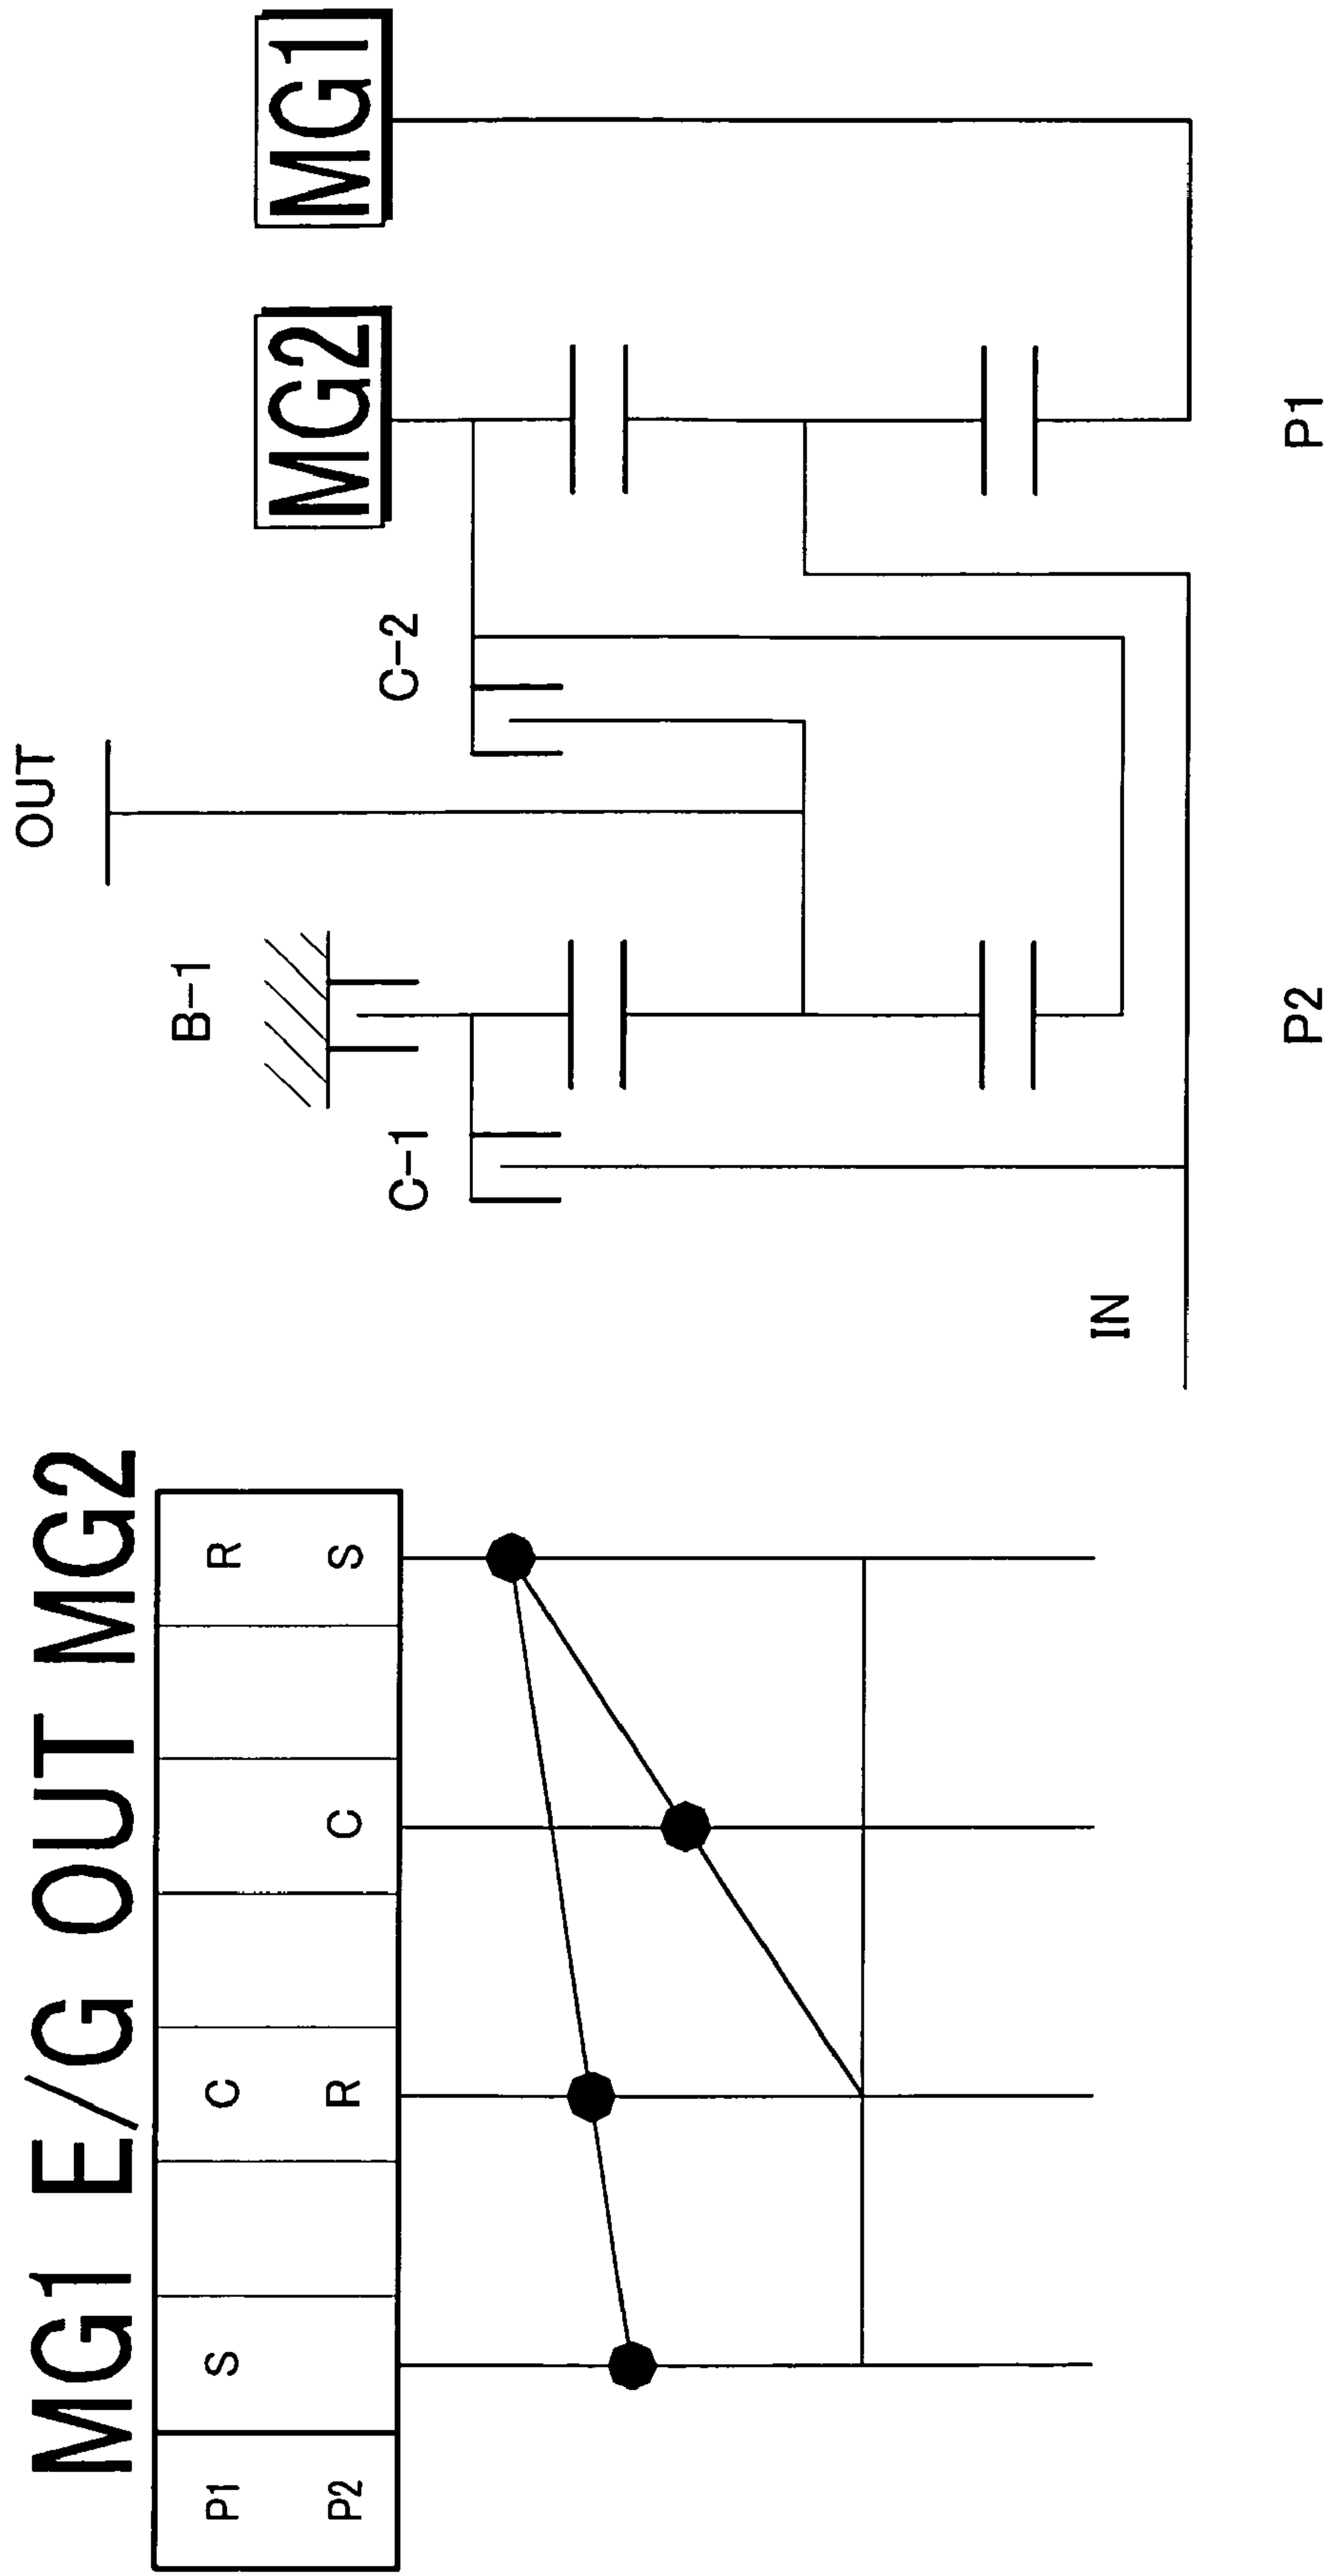 MG1 E/G OUT MG2
P1 S C R
P2 R C S
OUT
B-1
C-1
C-2
MG2
MG1
IN
P2
P1